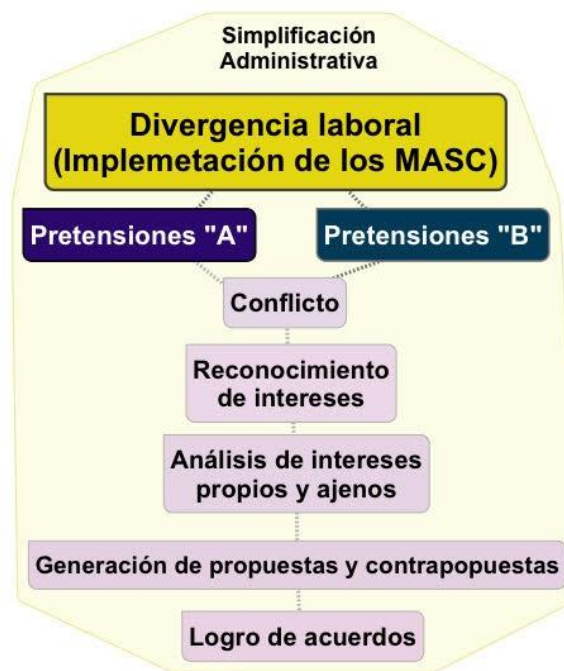 Simplificación
Administrativa
Divergencia laboral
(Implemetación de los MASC)
Pretensiones "A"
Pretensiones "B"
Conflicto
Reconocimiento
de intereses
Análisis de intereses
propios y ajenos
Generación de propuestas y contrapopuestas
Logro de acuerdos